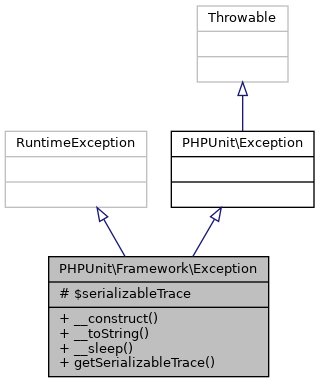 Throwable
RuntimeException
PHPUnit\Exception
PHPUnit\Framework\Exception
# $serializableTrace
+ __construct()
+ __toString()
+ __sleep()
+ getSerializableTrace()